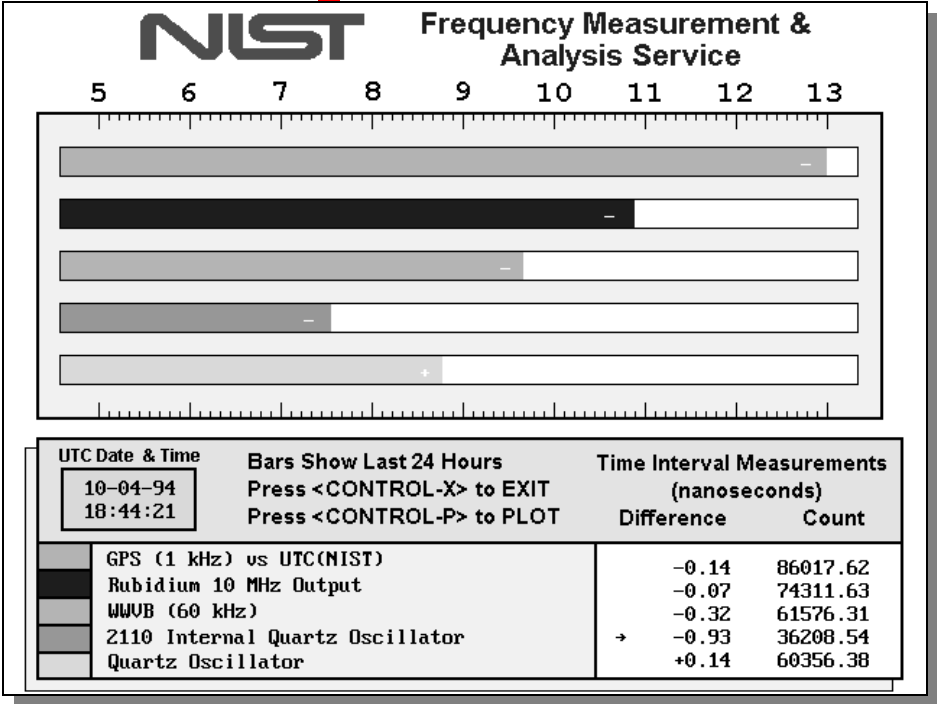 NIST
Frequency Measurement &
Analysis Service
5 6 7 8 9 10 11 12 13
−
−
−
−
+
UTC Date & Time
10-04-94
18:44:21
Bars Show Last 24 Hours
Press <CONTROL-X> to EXIT
Press <CONTROL-P> to PLOT
Time Interval Measurements
(nanoseconds)
Difference Count
GPS (1 kHz) vs UTC(NIST) -0.14 86017.62
Rubidium 10 MHz Output -0.07 74311.63
WWVB (60 kHz) -0.32 61576.31
2110 Internal Quartz Oscillator → -0.93 36208.54
Quartz Oscillator +0.14 60356.38